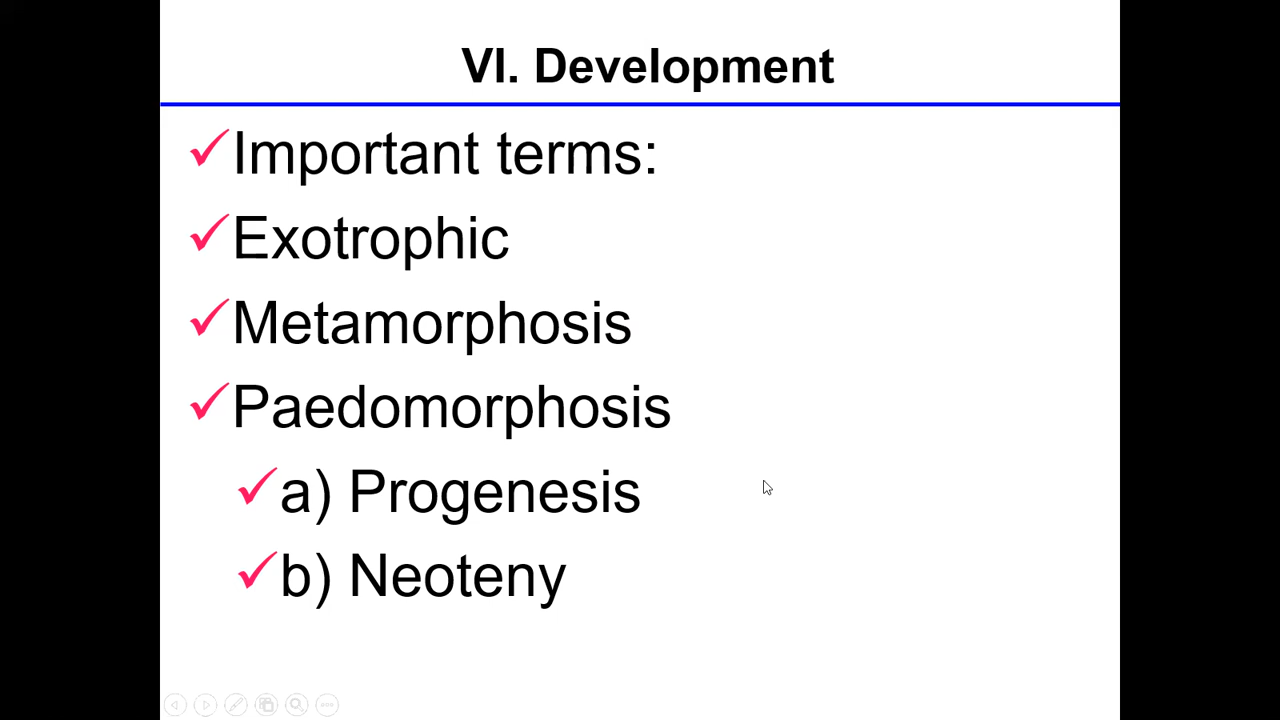 VI. Development
Important terms:
Exotrophic
Metamorphosis
Paedomorphosis
a) Progenesis
b) Neoteny